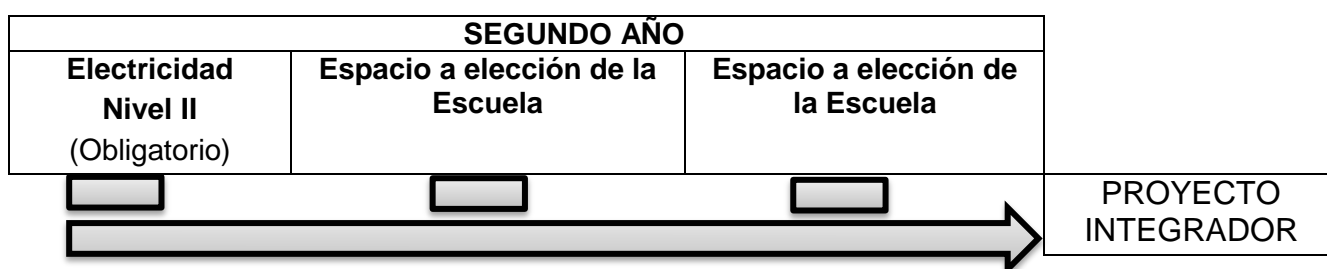 SEGUNDO AÑO
Electricidad
Nivel II
(Obligatorio)
Espacio a elección de la
Escuela
Espacio a elección de
la Escuela
PROYECTO
INTEGRADOR